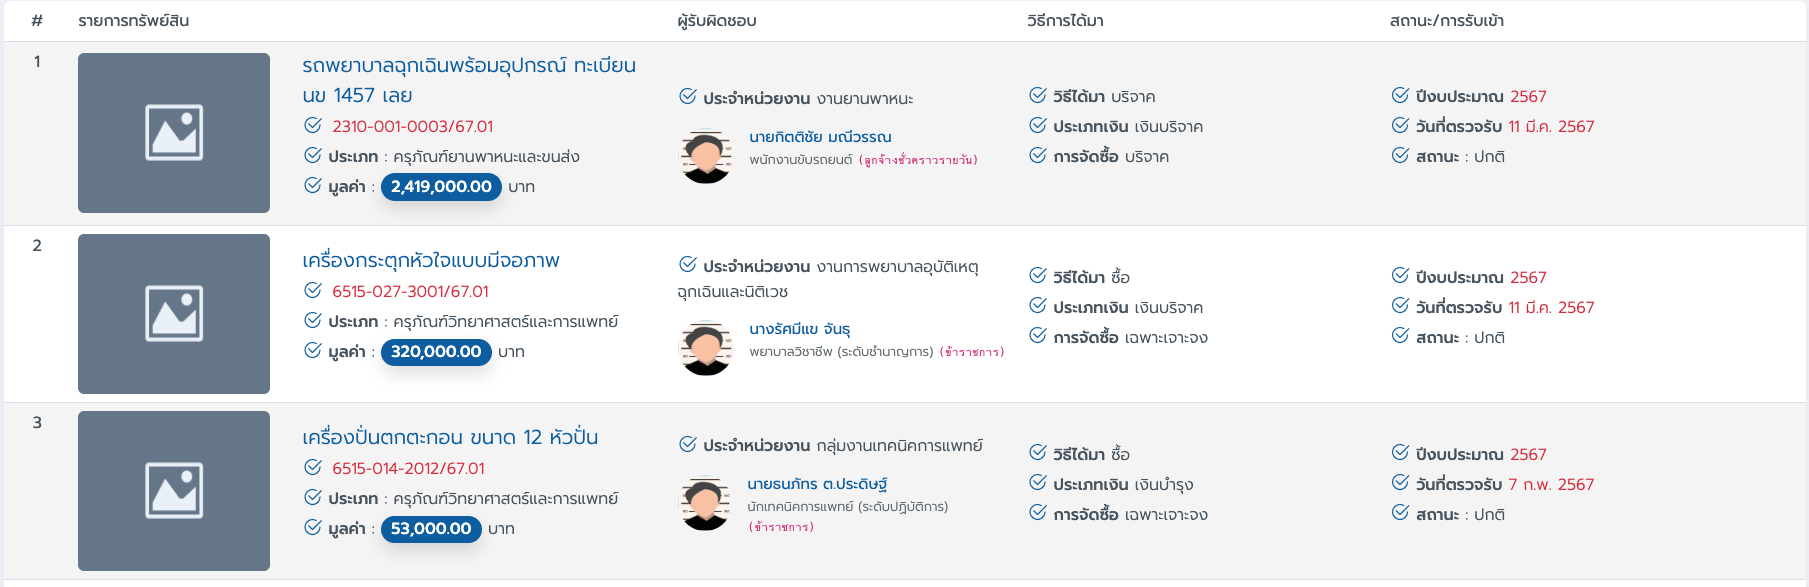 # รายการทรัพย์สิน ผู้รับผิดชอบ วิธีการได้มา สถานะ/การรับเข้า
1
รถพยาบาลฉุกเฉินพร้อมอุปกรณ์ ทะเบียน
นข 1457 เลย
2310-001-0003/67.01
ประเภท : ครุภัณฑ์ยานพาหนะและขนส่ง
มูลค่า : 2,419,000.00 บาท
ประจำหน่วยงาน งานยานพาหนะ
นายกิตติชัย มณีวรรณ
พนักงานขับรถยนต์ (ลูกจ้างชั่วคราวรายวัน)
วิธีได้มา บริจาค
ประเภทเงิน เงินบริจาค
การจัดซื้อ บริจาค
ปีงบประมาณ 2567
วันที่ตรวจรับ 11 มี.ค. 2567
สถานะ : ปกติ
2
เครื่องกระตุกหัวใจแบบมีจอภาพ
6515-027-3001/67.01
ประเภท : ครุภัณฑ์วิทยาศาสตร์และการแพทย์
มูลค่า : 320,000.00 บาท
ประจำหน่วยงาน งานการพยาบาลอุบัติเหตุ
ฉุกเฉินและนิติเวช
นางรัศมีแข จันธุ
พยาบาลวิชาชีพ (ระดับชำนาญการ) (ข้าราชการ)
วิธีได้มา ซื้อ
ประเภทเงิน เงินบริจาค
การจัดซื้อ เฉพาะเจาะจง
ปีงบประมาณ 2567
วันที่ตรวจรับ 11 มี.ค. 2567
สถานะ : ปกติ
3
เครื่องปั่นตกตะกอน ขนาด 12 หัวปั่น
6515-014-2012/67.01
ประเภท : ครุภัณฑ์วิทยาศาสตร์และการแพทย์
มูลค่า : 53,000.00 บาท
ประจำหน่วยงาน กลุ่มงานเทคนิคการแพทย์
นายธนภัทร ต.ประดิษฐ์
นักเทคนิคการแพทย์ (ระดับปฏิบัติการ)
(ข้าราชการ)
วิธีได้มา ซื้อ
ประเภทเงิน เงินบำรุง
การจัดซื้อ เฉพาะเจาะจง
ปีงบประมาณ 2567
วันที่ตรวจรับ 7 ก.พ. 2567
สถานะ : ปกติ